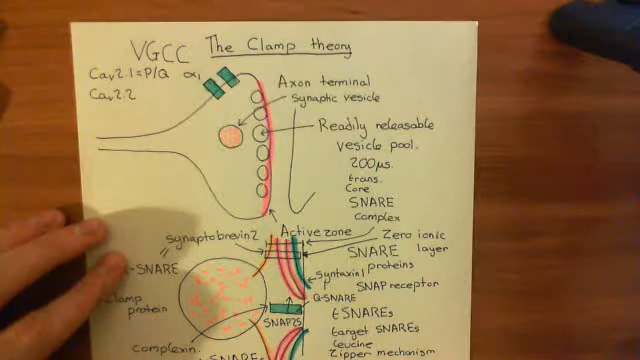 VGCC The Clamp theory
Cav2.1=P/Q α1
Cav2.2
Axon terminal
synaptic vesicle
Readily releasable
vesicle pool.
200μs.
trans.
Core
SNARE
complex
Active zone
synaptobrevin2
Zero ionic
layer
SNARE
proteins
-SNARE
syntaxin1
SNAP receptor
clamp
protein
Q-SNARE
SNAP25
tSNAREs
target SNAREs
complexin
leucine
Zipper mechanism
SNAREs